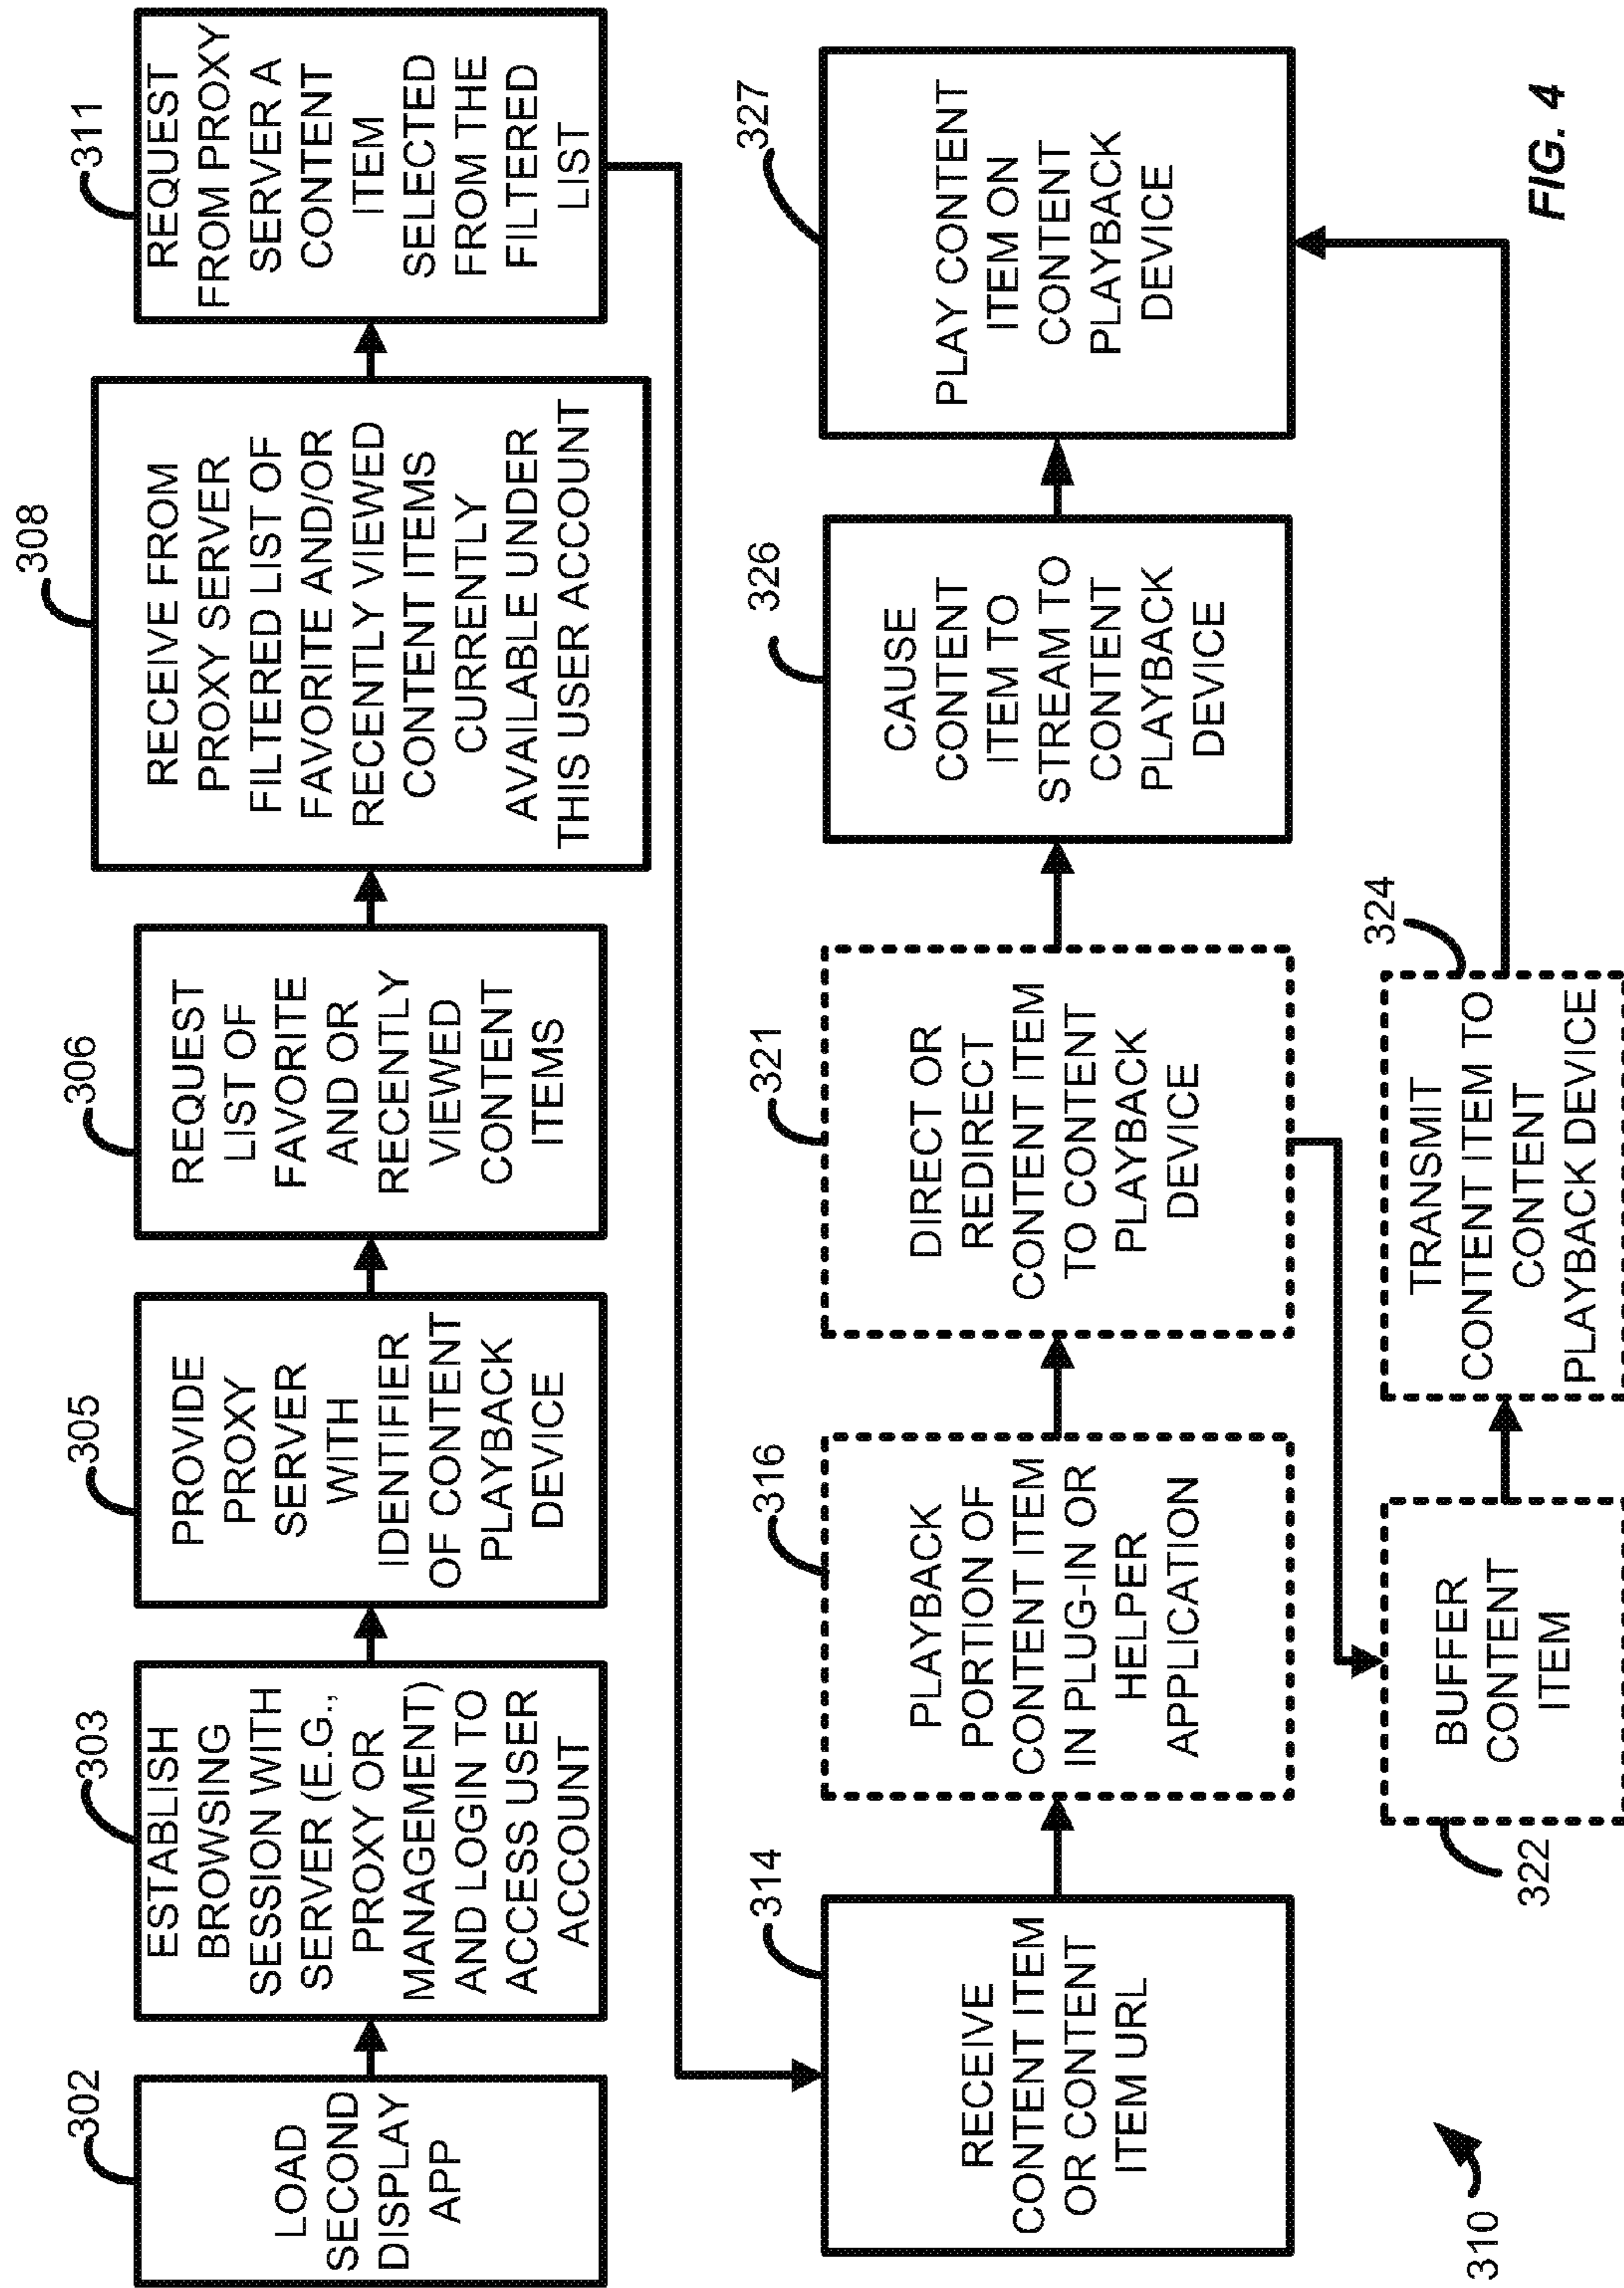 302
LOAD
SECOND
DISPLAY
APP
303
ESTABLISH
BROWSING
SESSION WITH
SERVER (E.G.,
PROXY OR
MANAGEMENT)
AND LOGIN TO
ACCESS USER
ACCOUNT
305
PROVIDE
PROXY
SERVER
WITH
IDENTIFIER
OF CONTENT
PLAYBACK
DEVICE
306
REQUEST
LIST OF
FAVORITE
AND OR
RECENTLY
VIEWED
CONTENT
ITEMS
308
RECEIVE FROM
PROXY SERVER
FILTERED LIST OF
FAVORITE AND/OR
RECENTLY VIEWED
CONTENT ITEMS
CURRENTLY
AVAILABLE UNDER
THIS USER ACCOUNT
311
REQUEST
FROM PROXY
SERVER A
CONTENT
ITEM
SELECTED
FROM THE
FILTERED
LIST
314
RECEIVE
CONTENT ITEM
OR CONTENT
ITEM URL
316
PLAYBACK
PORTION OF
CONTENT ITEM
IN PLUG-IN OR
HELPER
APPLICATION
321
DIRECT OR
REDIRECT
CONTENT ITEM
TO CONTENT
PLAYBACK
DEVICE
326
CAUSE
CONTENT
ITEM TO
STREAM TO
CONTENT
PLAYBACK
DEVICE
327
PLAY CONTENT
ITEM ON
CONTENT
PLAYBACK
DEVICE
322
BUFFER
CONTENT
ITEM
324
TRANSMIT
CONTENT ITEM TO
CONTENT
PLAYBACK DEVICE
310
FIG. 4